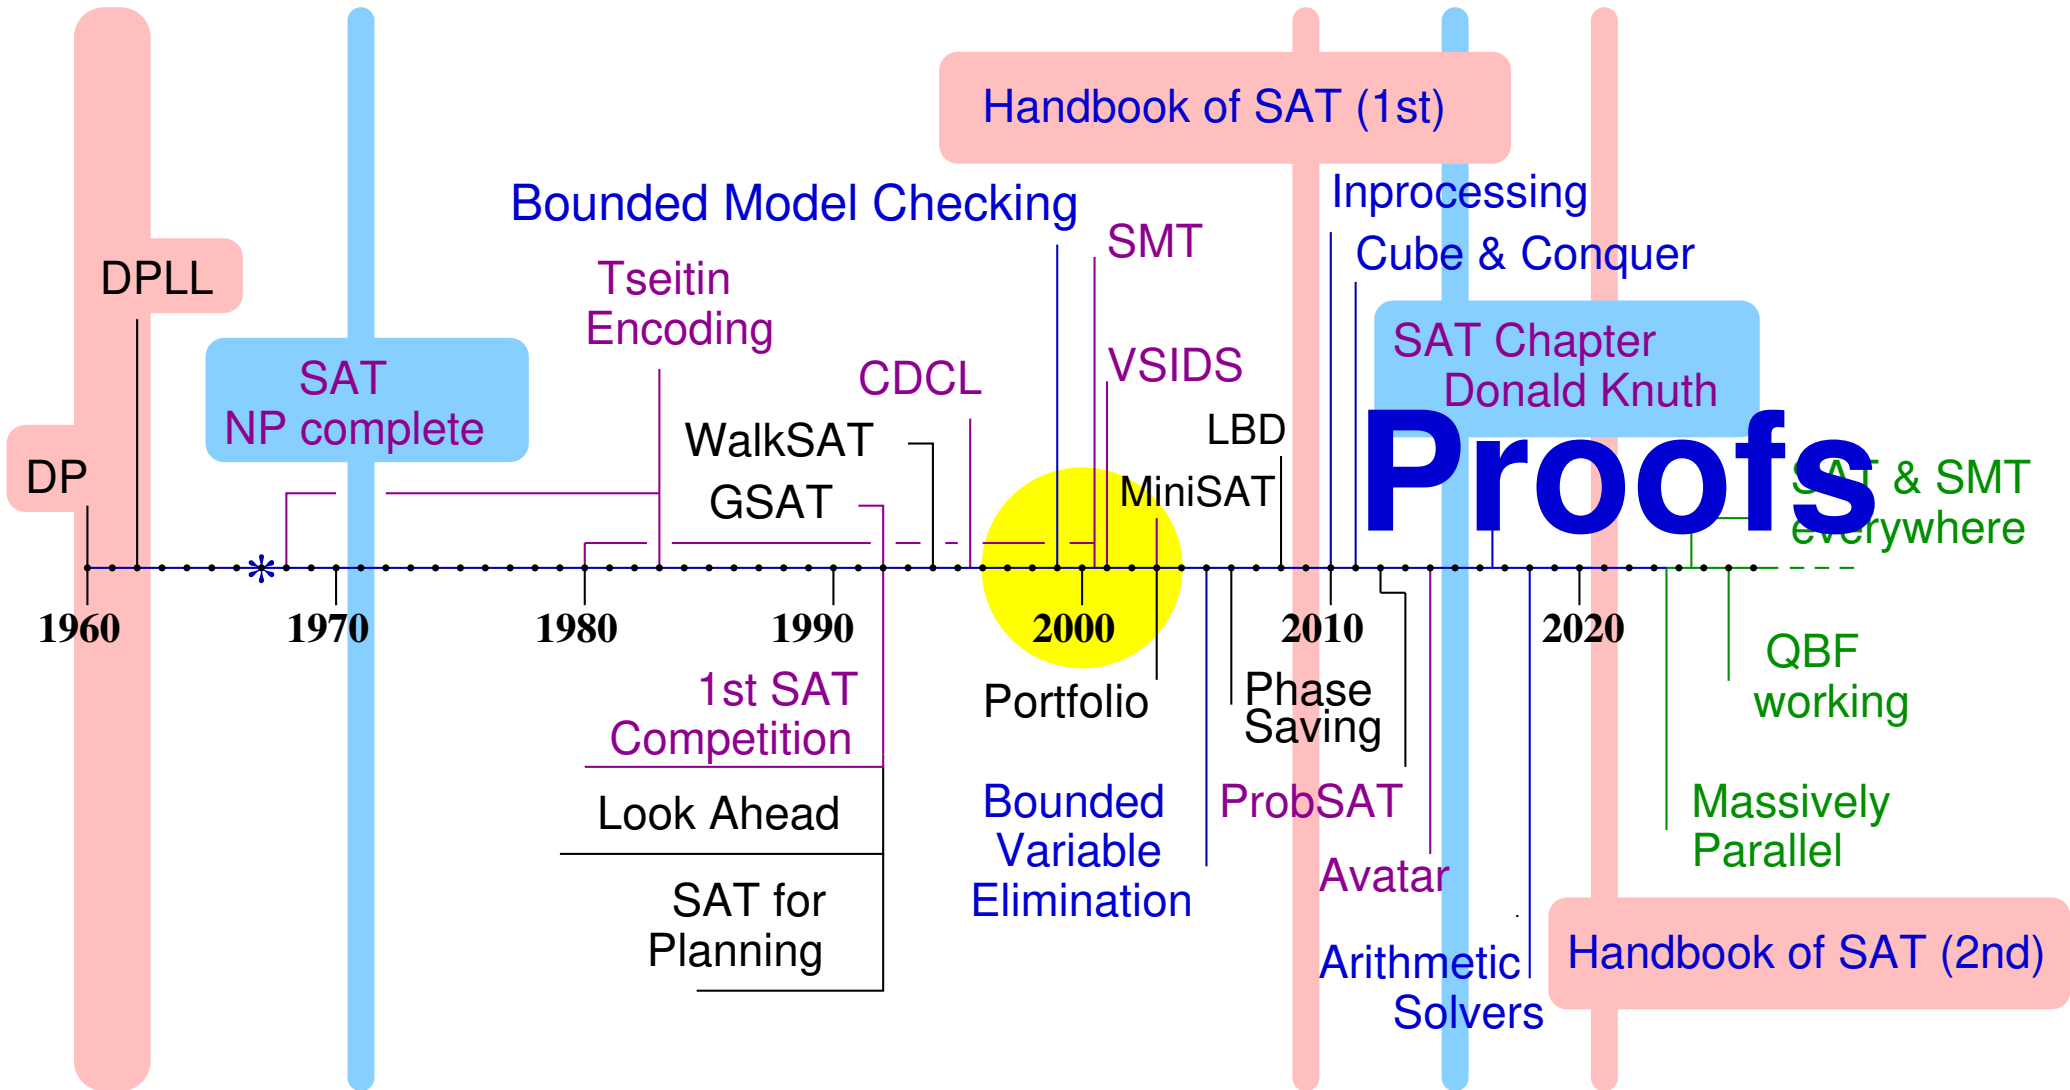 Handbook of SAT (1st)
Inprocessing
Bounded Model Checking
SMT
Cube & Conquer
DPLL
Tseitin
Encoding
SAT Chapter
Donald Knuth
VSIDS
SAT
NP complete
CDCL
WalkSAT
LBD
DP
GSAT
MiniSAT
Proofs
SAT & SMT
everywhere
*
1960
1970
1980
1990
2000
2010
2020
QBF
working
1st SAT
Competition
Portfolio
Phase
Saving
Look Ahead
Bounded
Variable
Elimination
ProbSAT
Massively
Parallel
Avatar
SAT for
Planning
Arithmetic
Solvers
Handbook of SAT (2nd)